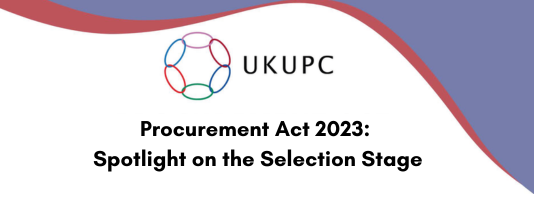 UKUPC
Procurement Act 2023:
Spotlight on the Selection Stage